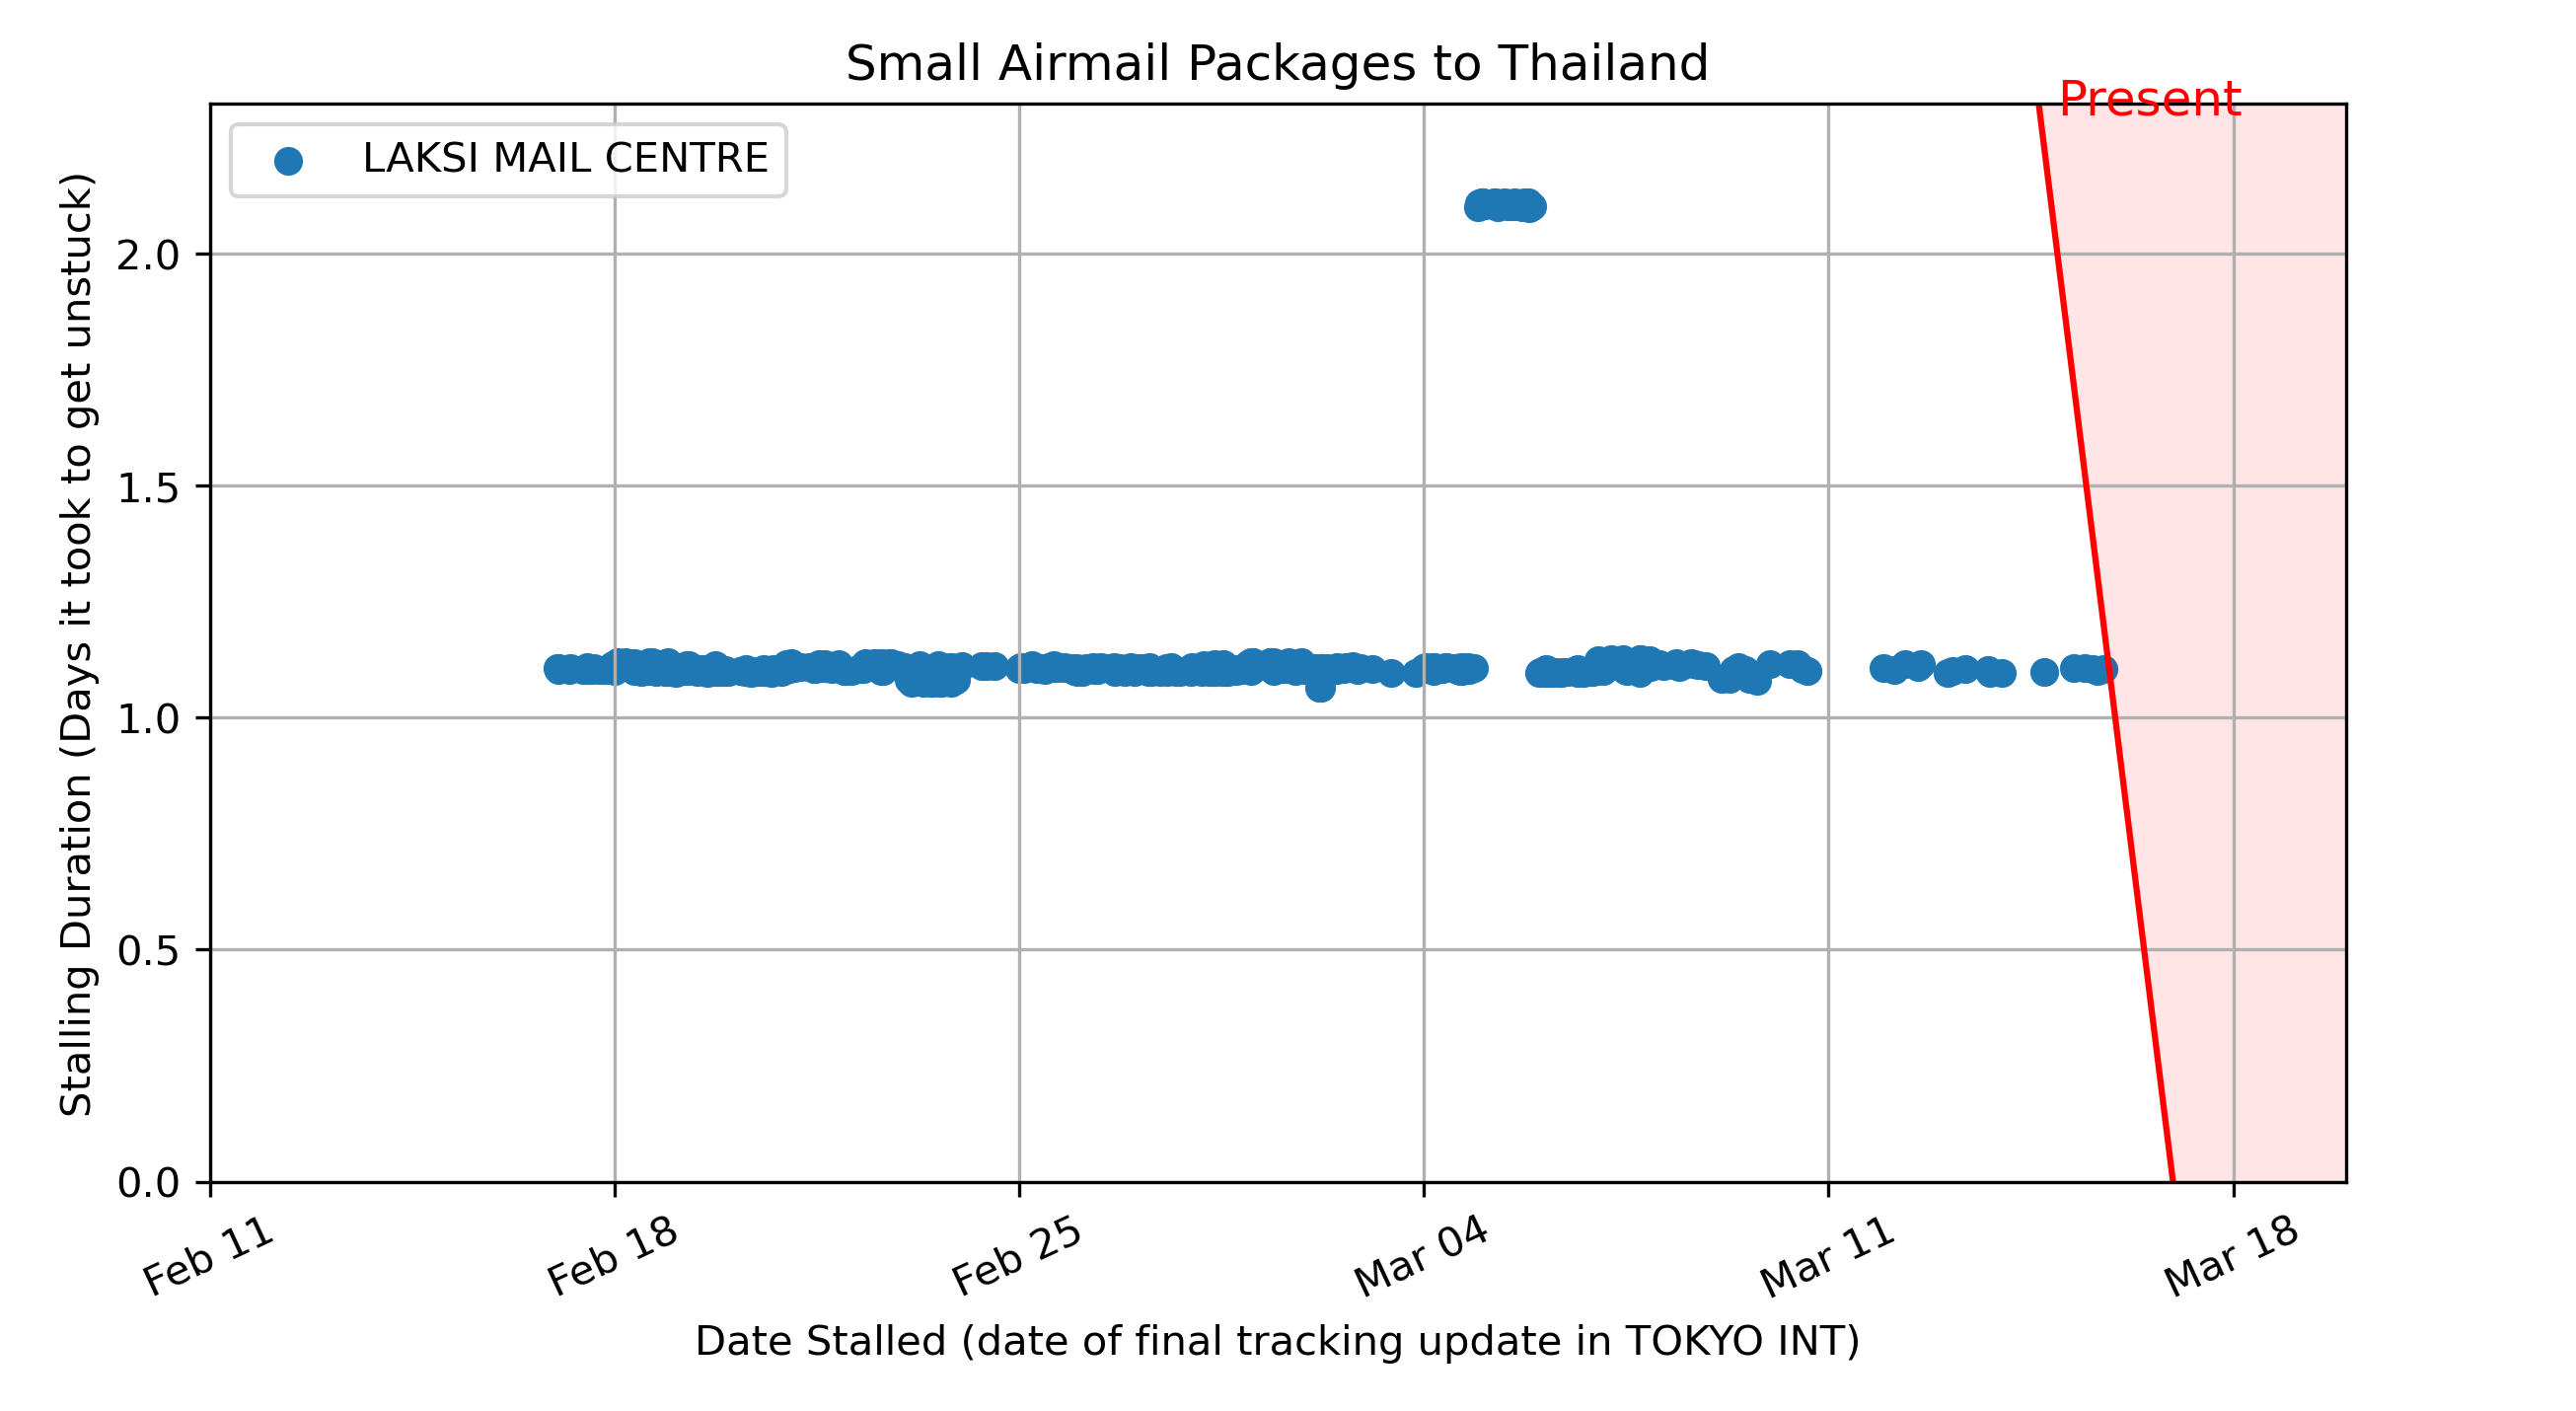 Small Airmail Packages to Thailand
Present
LAKSI MAIL CENTRE
Stalling Duration (Days it took to get unstuck)
2.0
1.5
1.0
0.5
0.0
Feb 11
Feb 18
Feb 25
Mar 04
Mar 11
Mar 18
Date Stalled (date of final tracking update in TOKYO INT)